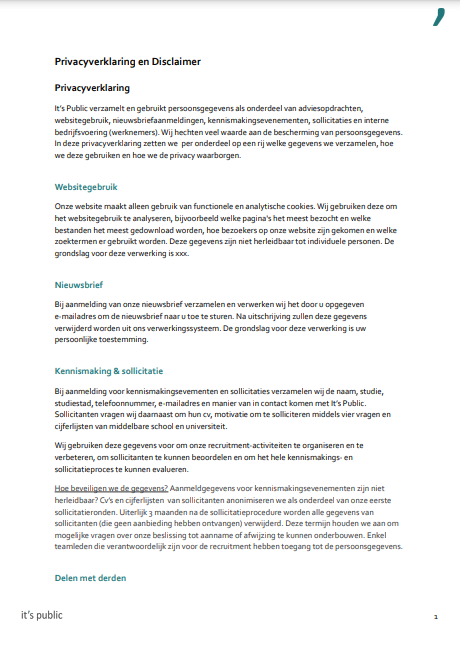 Privacyverklaring en Disclaimer
Privacyverklaring
It's Public verzamelt en gebruikt persoonsgegevens als onderdeel van adviesopdrachten,
websitegebruik, nieuwsbriefaanmeldingen, kennismakingsevenementen, sollicitaties en interne
bedrijfsvoering (werknemers). Wij hechten veel waarde aan de bescherming van persoonsgegevens.
In deze privacyverklaring zetten we per onderdeel op een rij welke gegevens we verzamelen, hoe
we deze gebruiken en hoe we de privacy waarborgen.
Websitegebruik
Onze website maakt alleen gebruik van functionele en analytische cookies. Wij gebruiken deze om
het websitegebruik te analyseren, bijvoorbeeld welke pagina's het meest bezocht en welke
bestanden het meest gedownload worden, hoe bezoekers op onze website zijn gekomen en welke
zoektermen er gebruikt worden. Deze gegevens zijn niet herleidbaar tot individuele personen. De
grondslag voor deze verwerking is xxx.
Nieuwsbrief
Bij aanmelding van onze nieuwsbrief verzamelen en verwerken wij het door u opgegeven
e-mailadres om de nieuwsbrief naar u toe te sturen. Na uitschrijving zullen deze gegevens
verwijderd worden uit ons verwerkingssysteem. De grondslag voor deze verwerking is uw
persoonlijke toestemming.
Kennismaking & sollicitatie
Bij aanmelding voor kennismakingsevementen en sollicitaties verzamelen wij de naam, studie,
studiestad, telefoonnummer, e-mailadres en manier van in contact komen met It's Public.
Sollicitanten vragen wij daarnaast om hun cv, motivatie om te solliciteren middels vier vragen en
cijferlijsten van middelbare school en universiteit.
Wij gebruiken deze gegevens voor om onze recruitment-activiteiten te organiseren en te
verbeteren, om sollicitanten te kunnen beoordelen en om het hele kennismakings- en
sollicitatieproces te kunnen evalueren.
Hoe beveiligen we de gegevens? Aanmeldgegevens voor kennismakingsevenementen zijn niet
herleidbaar? Cv's en cijferlijsten van sollicitanten anonimiseren we als onderdeel van onze eerste
sollicitatieronden. Uiterlijk 3 maanden na de sollicitatieprocedure worden alle gegevens van
sollicitanten (die geen aanbieding hebben ontvangen) verwijderd. Deze termijn houden we aan om
mogelijke vragen over onze beslissing tot aanname of afwijzing te kunnen onderbouwen. Enkel
teamleden die verantwoordelijk zijn voor de recruitment hebben toegang tot de persoonsgegevens.
Delen met derden
it's public
1